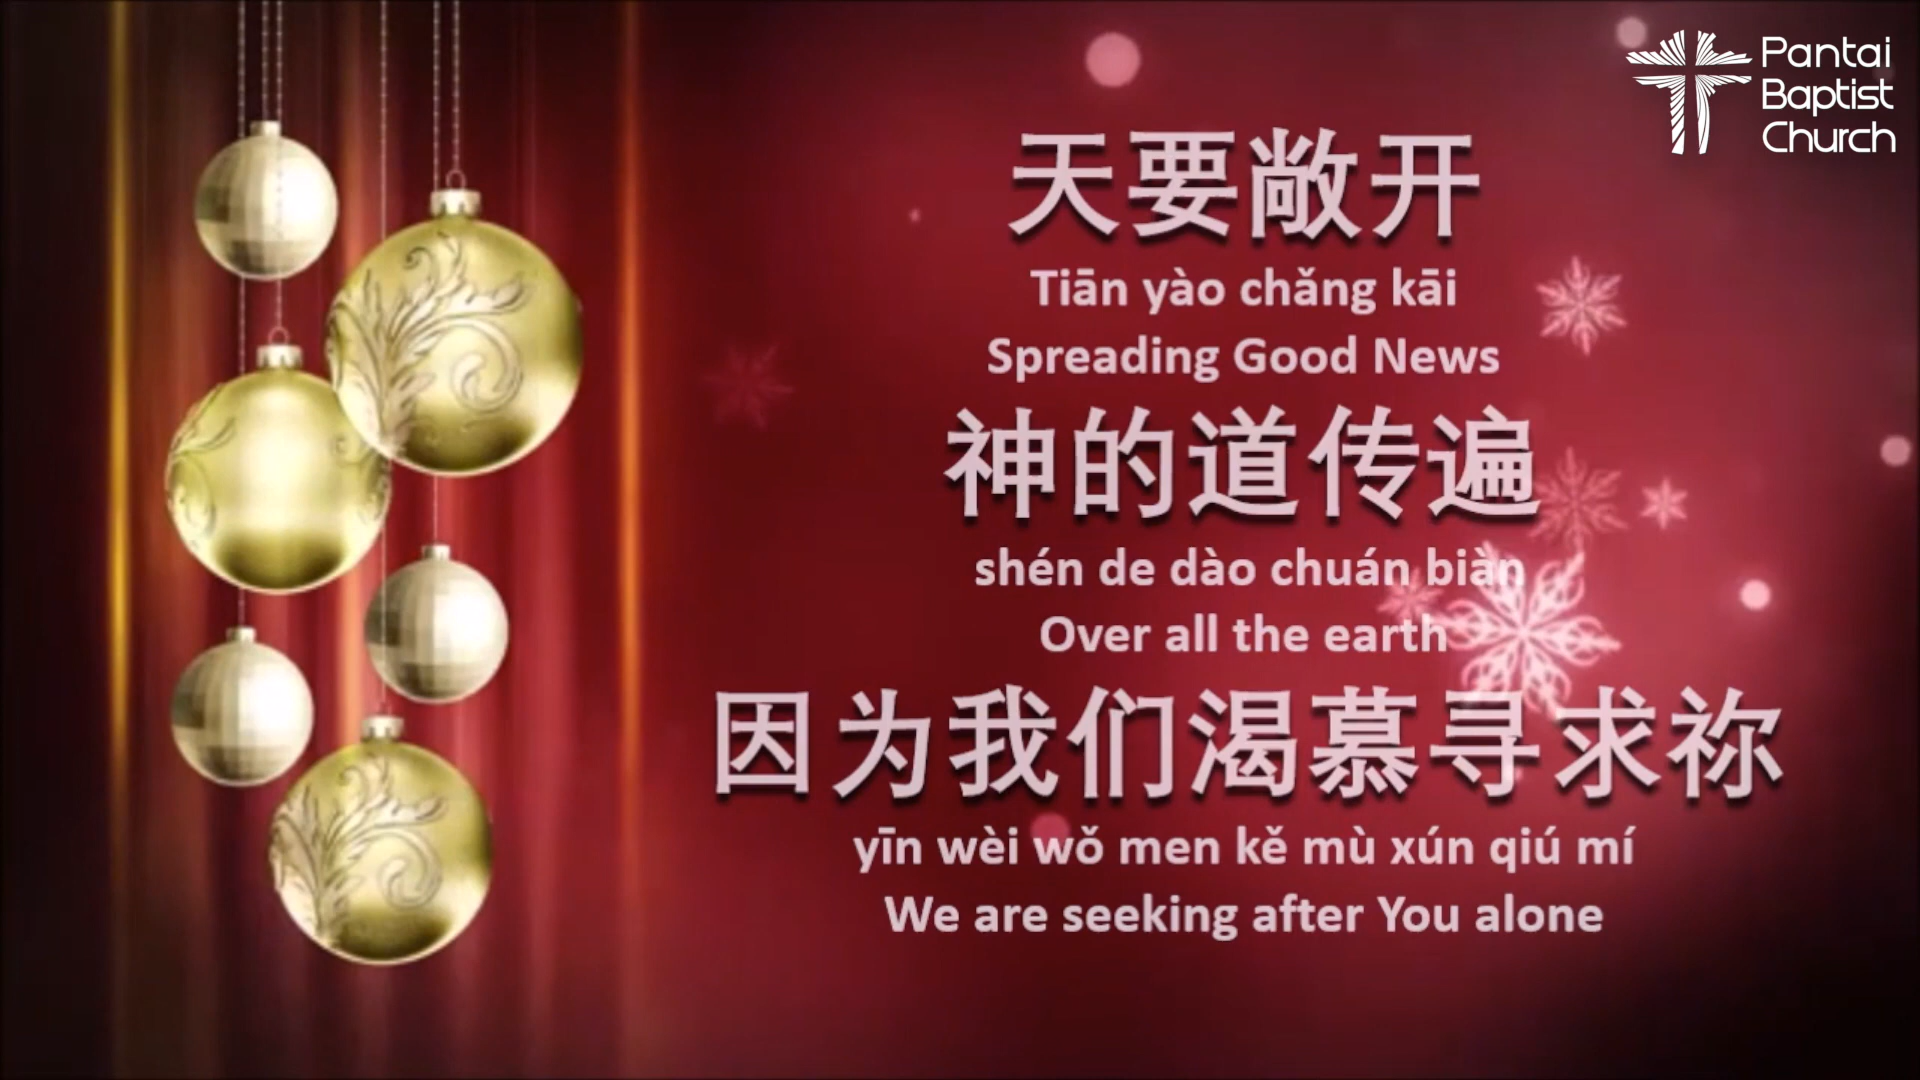 Pantai
Baptist
Church
天要敞开
Tiān yào chǎng kāi
Spreading Good News
神的道传遍
shén de dào chuán biàn
Over all the earth
因为我们渴慕寻求祢
yīn wèi wǒ men kě mù xún qiú mí
We are seeking after You alone